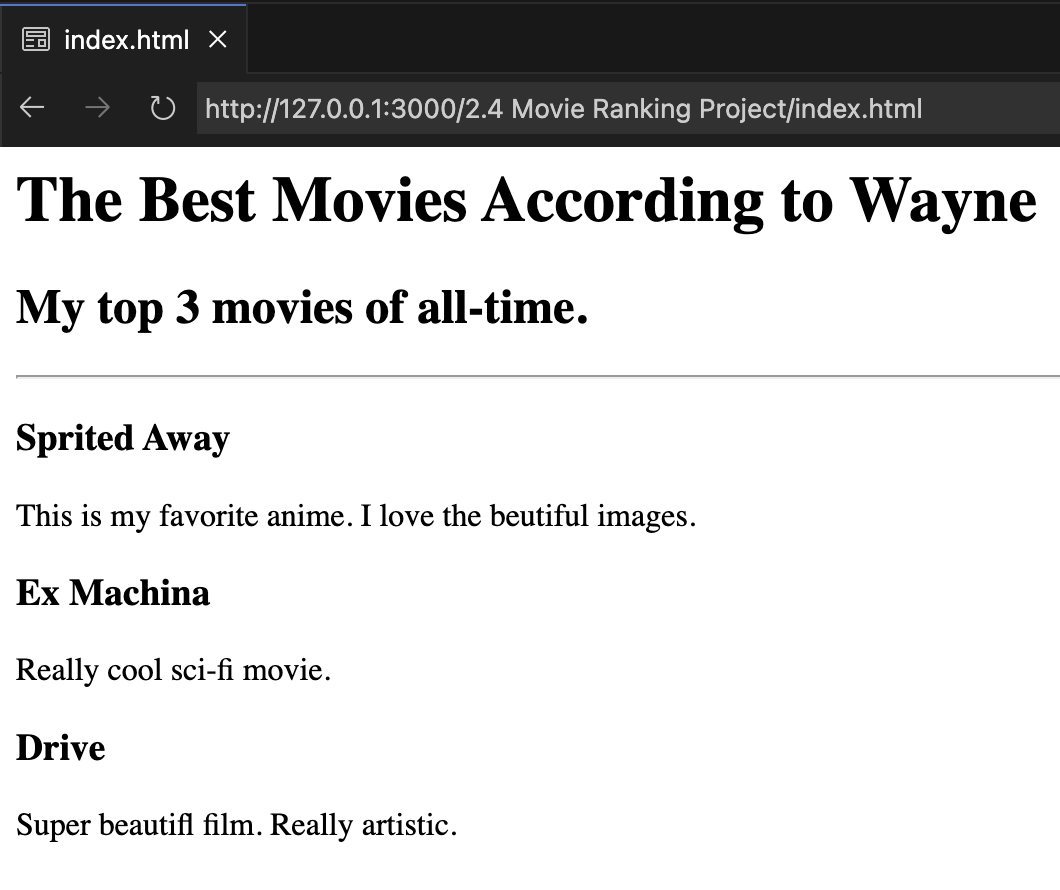 index.html
http://127.0.0.1:3000/2.4 Movie Ranking Project/index.html
The Best Movies According to Wayne
My top 3 movies of all-time.
Sprited Away
This is my favorite anime. I love the beutiful images.
Ex Machina
Really cool sci-fi movie.
Drive
Super beautifl film. Really artistic.